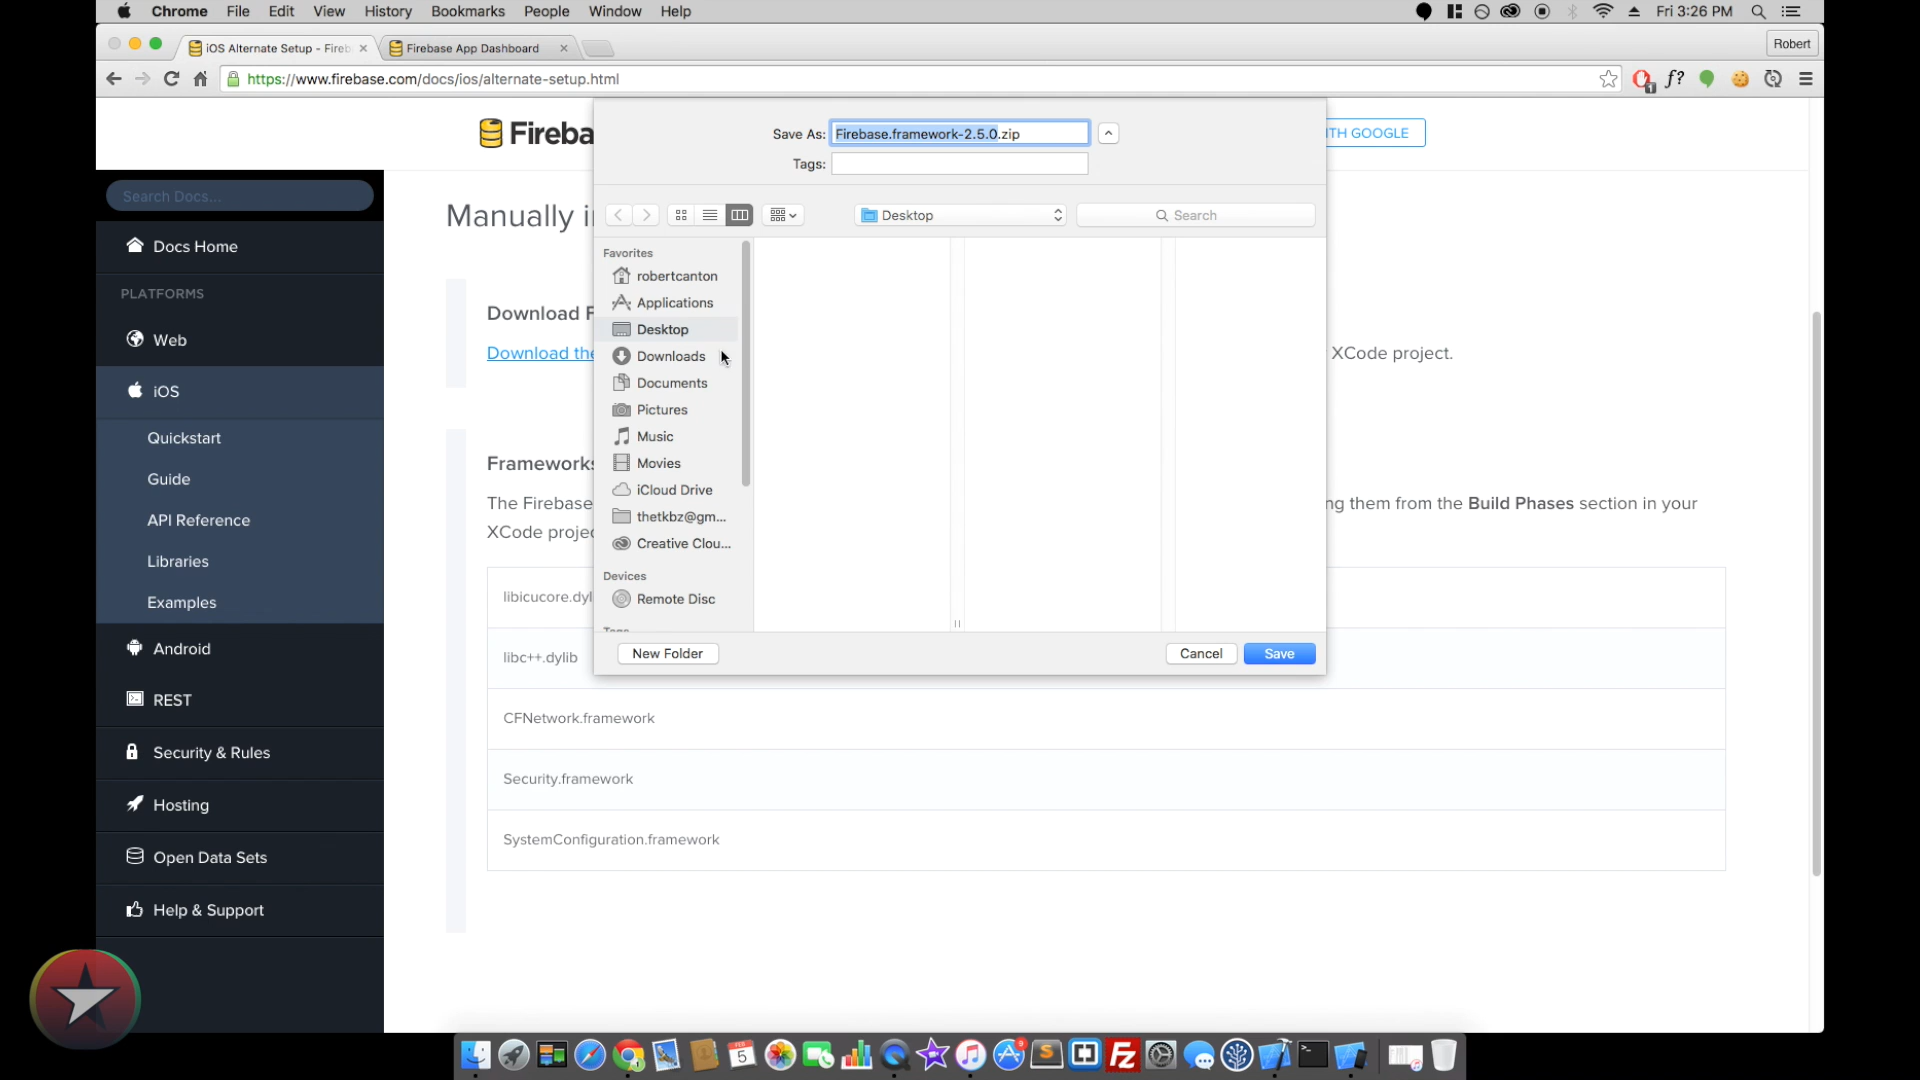 Chrome File Edit View History Bookmarks People Window Help Fri 3:26 PM
iOS Alternate Setup - Fireb Firebase App Dashboard Robert
https://www.firebase.com/docs/ios/alternate-setup.html f?
1
Fireba ITH GOOGLE
Save As: Firebase.framework-2.5.0.zip
Tags:
Desktop Search
Search Docs...
Docs Home
PLATFORMS
Web
iOS
Quickstart
Guide
API Reference
Libraries
Examples
Android
REST
Security & Rules
Hosting
Open Data Sets
Help & Support
Favorites
robertcanton
Applications
Desktop
Downloads
Documents
Pictures
Music
Movies
iCloud Drive
thetkbz@gm...
Creative Clou...
Devices
Remote Disc
New Folder Cancel Save
Manually i
Download F
Download the XCode project.
Frameworks
The Firebase ng them from the Build Phases section in your
XCode projec
libicucore.dyl
libc++.dylib
CFNetwork.framework
Security.framework
SystemConfiguration.framework
FEB
5
8
S
FZ